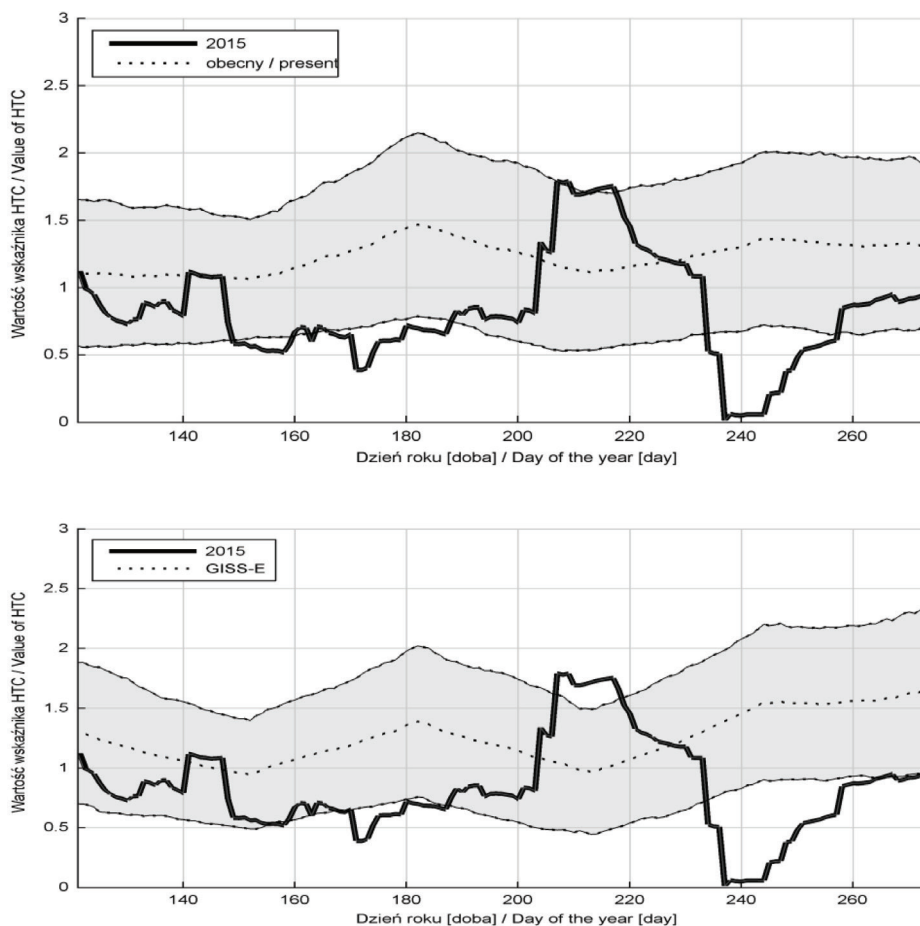 3
2015
obecny / present
2.5
2
1.5
1
0.5
0
Wartość wskaźnika HTC / Value of HTC
140 160 180 200 220 240 260
Dzień roku [doba] / Day of the year [day]
3
2015
GISS-E
2.5
2
1.5
1
0.5
0
Wartość wskaźnika HTC / Value of HTC
140 160 180 200 220 240 260
Dzień roku [doba] / Day of the year [day]